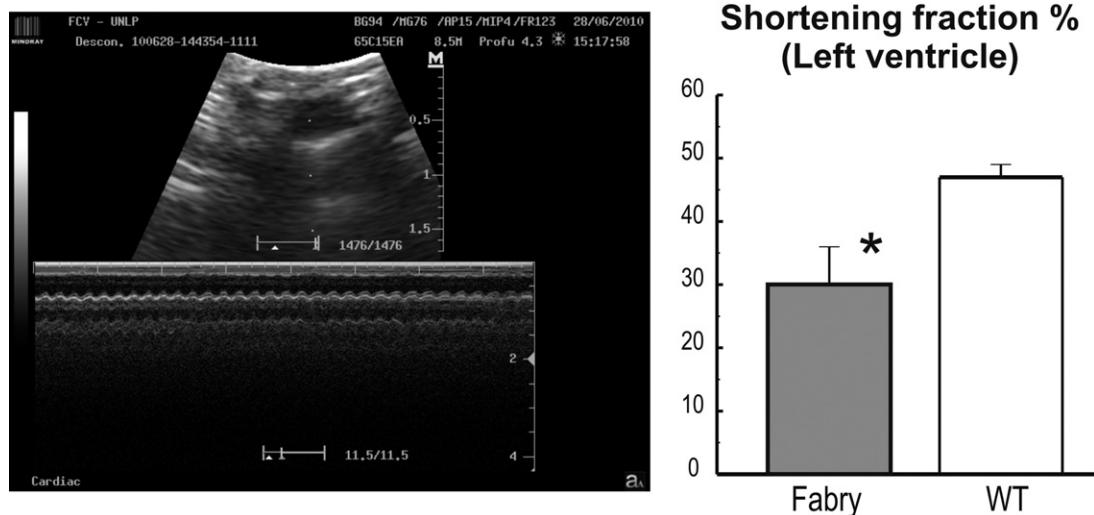 FCV - UNLP
BG94 /MG76 /AP15/MIP4/FR123 28/06/2010
MINDRAY
Descon. 100628-144354-1111
65C15EA 8.5M Profu 4.3 15:17:58
M
0.5
1
1.5
1476/1476
2
11.5/11.5
4
Cardiac
aA
Shortening fraction %
(Left ventricle)
60
50
40
30
20
10
0
*
Fabry
WT